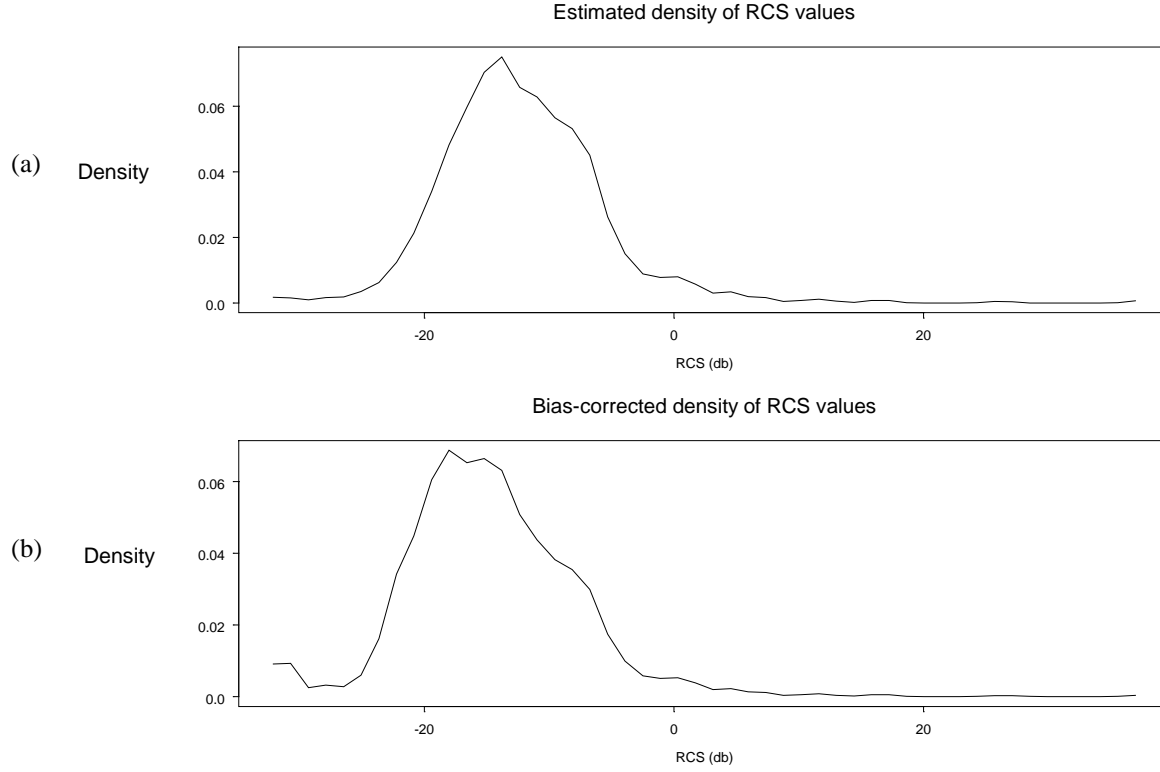 Estimated density of RCS values
(a)
Density
0.06
0.04
0.02
0.0
-20 0 20
RCS (db)
Bias-corrected density of RCS values
(b)
Density
0.06
0.04
0.02
0.0
-20 0 20
RCS (db)